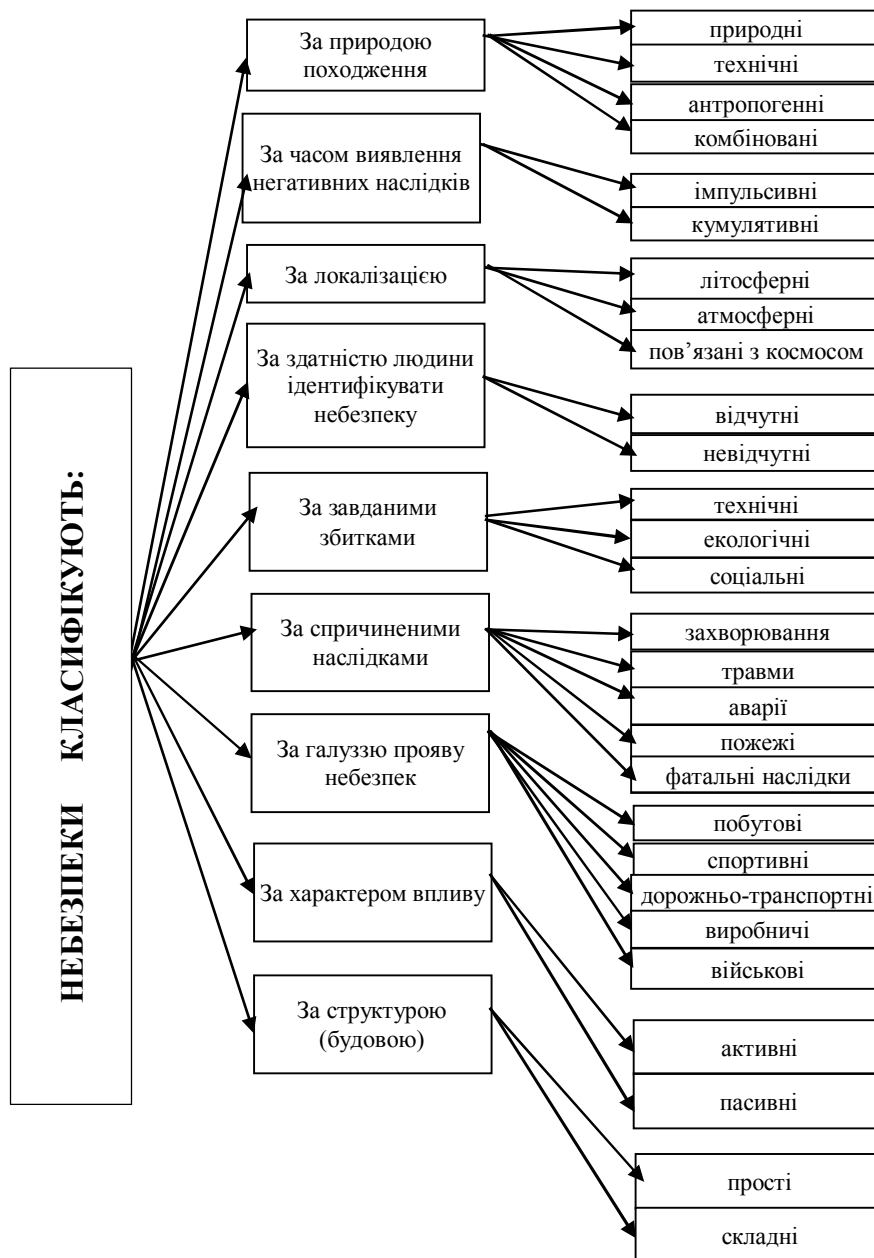 НЕБЕЗПЕКИ КЛАСИФІКУЮТЬ:
За природою
походження
природні
технічні
антропогенні
комбіновані
За часом виявлення
негативних наслідків
імпульсивні
кумулятивні
За локалізацією
літосферні
атмосферні
пов’язані з космосом
За здатністю людини
ідентифікувати
небезпеку
відчутні
невідчутні
За завданими
збитками
технічні
екологічні
соціальні
За спричиненими
наслідками
захворювання
травми
аварії
пожежі
фатальні наслідки
За галуззю прояву
небезпек
побутові
спортивні
дорожньо-транспортні
виробничі
військові
За характером впливу
активні
пасивні
За структурою
(будовою)
прості
складні